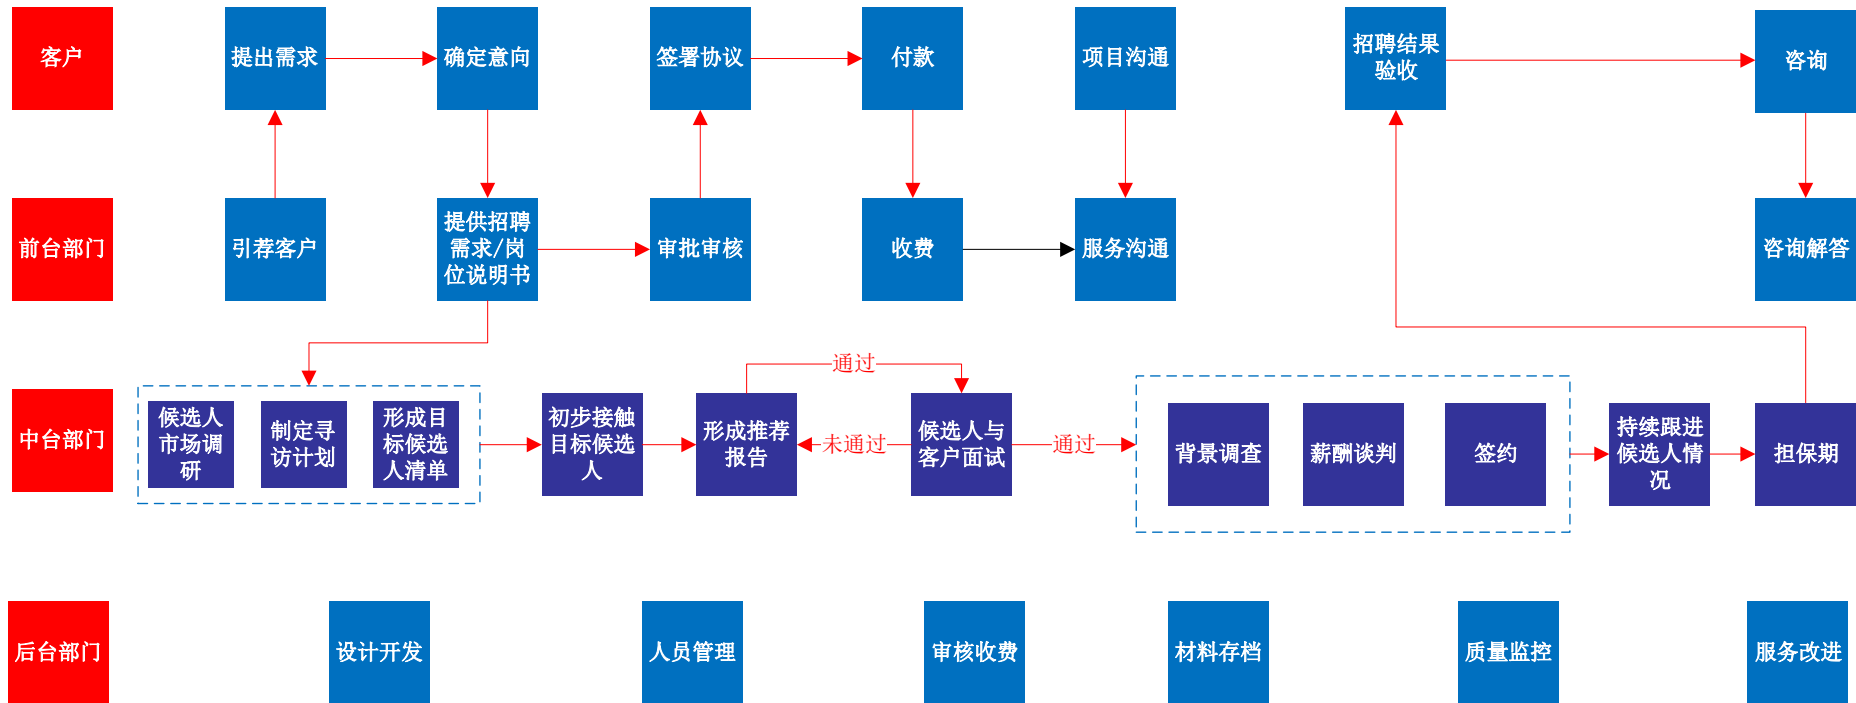 客户
提出需求
确定意向
签署协议
付款
项目沟通
招聘结果
验收
咨询
前台部门
引荐客户
提供招聘
需求/岗
位说明书
审批审核
收费
服务沟通
咨询解答
通过
中台部门
候选人
市场调
研
制定寻
访计划
形成目
标候选
人清单
初步接触
目标候选
人
形成推荐
报告
未通过
候选人与
客户面试
通过
背景调查
薪酬谈判
签约
持续跟进
候选人情
况
担保期
后台部门
设计开发
人员管理
审核收费
材料存档
质量监控
服务改进